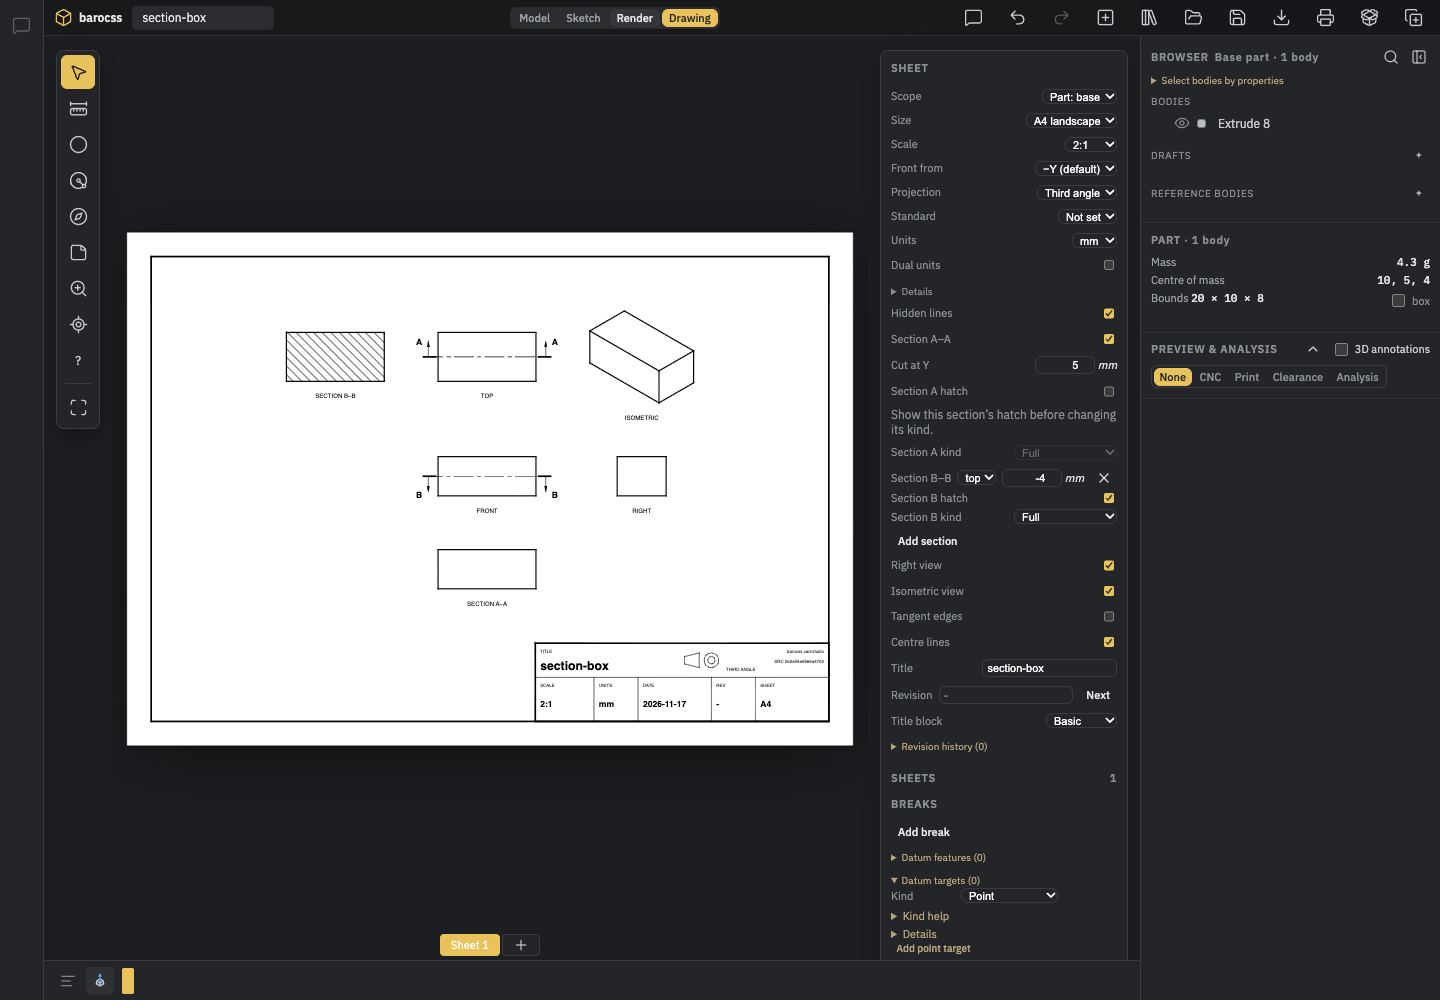 barocss
section-box
Model Sketch Render Drawing
SHEET
Scope Part: base
Size A4 landscape
Scale 2:1
Front from −Y (default)
Projection Third angle
Standard Not set
Units mm
Dual units
Details
Hidden lines
Section A–A
Cut at Y 5 mm
Section A hatch
Show this section's hatch before changing
its kind.
Section A kind Full
Section B–B top -4 mm
Section B hatch
Section B kind Full
Add section
Right view
Isometric view
Tangent edges
Centre lines
Title section-box
Revision - Next
Title block Basic
Revision history (0)
SHEETS 1
BREAKS
Add break
Datum features (0)
Datum targets (0)
Kind Point
Kind help
Details
Add point target
BROWSER Base part · 1 body
Select bodies by properties
BODIES
Extrude 8
DRAFTS +
REFERENCE BODIES +
PART · 1 body
Mass 4.3 g
Centre of mass 10, 5, 4
Bounds 20 × 10 × 8 box
PREVIEW & ANALYSIS 3D annotations
None CNC Print Clearance Analysis
?
A A
SECTION B–B TOP
ISOMETRIC
B B
FRONT RIGHT
SECTION A–A
TITLE
section-box
THIRD ANGLE
barocss cad-studio
SCALE UNITS DATE REV SHEET
2:1 mm 2026-11-17 - A4
Sheet 1 +